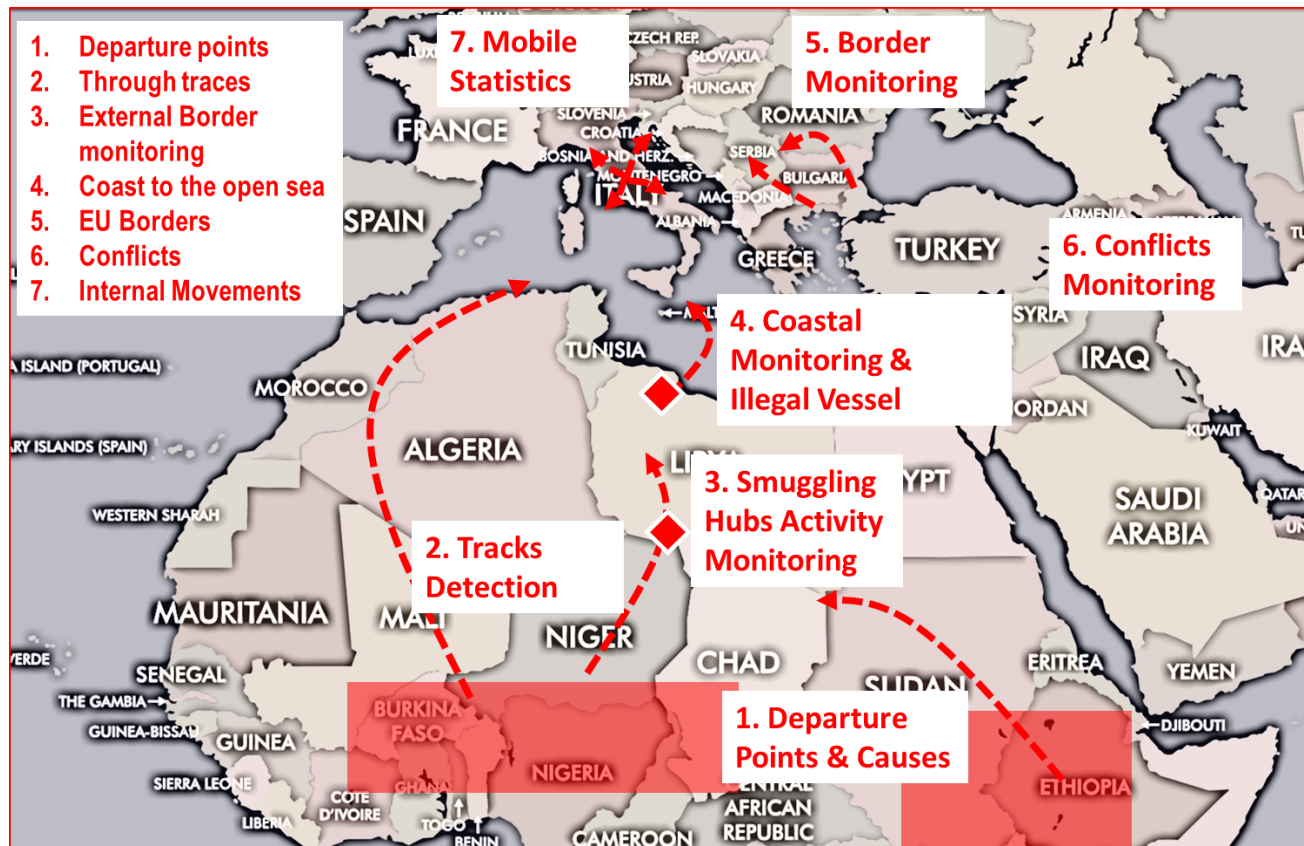 1. Departure points
2. Through traces
3. External Border
monitoring
4. Coast to the open sea
5. EU Borders
6. Conflicts
7. Internal Movements
7. Mobile
Statistics
5. Border
Monitoring
CZECH REP.
SLOVAKIA
HUNGARY
SLOVENIA
CROATIA
FRANCE
ROMANIA
BOSNIA AND HERZ.
SERBIA
MONTENEGRO
BULGARIA
ITALY
MACEDONIA
SPAIN
ALBANIA
ARMENIA
GREECE
TURKEY
6. Conflicts
Monitoring
4. Coastal
Monitoring &
Illegal Vessel
SYRIA
TUNISIA
IRAQ
A ISLAND (PORTUGAL)
MOROCCO
JORDAN
KUWAIT
ARY ISLANDS (SPAIN)
ALGERIA
3. Smuggling
Hubs Activity
Monitoring
SAUDI
ARABIA
WESTERN SHARAH
2. Tracks
Detection
MAURITANIA
MALI
NIGER
CHAD
SUDAN
ERITREA
YEMEN
VERDE
SENEGAL
THE GAMBIA
BURKINA
FASO
1. Departure
Points & Causes
DJIBOUTI
GUINEA-BISSAU
GUINEA
NIGERIA
ETHIOPIA
SIERRA LEONE
GHANA
COTE
D'IVOIRE
LIBERIA
TOGO
BENIN
CAMEROON
CENTRAL
AFRICAN
REPUBLIC